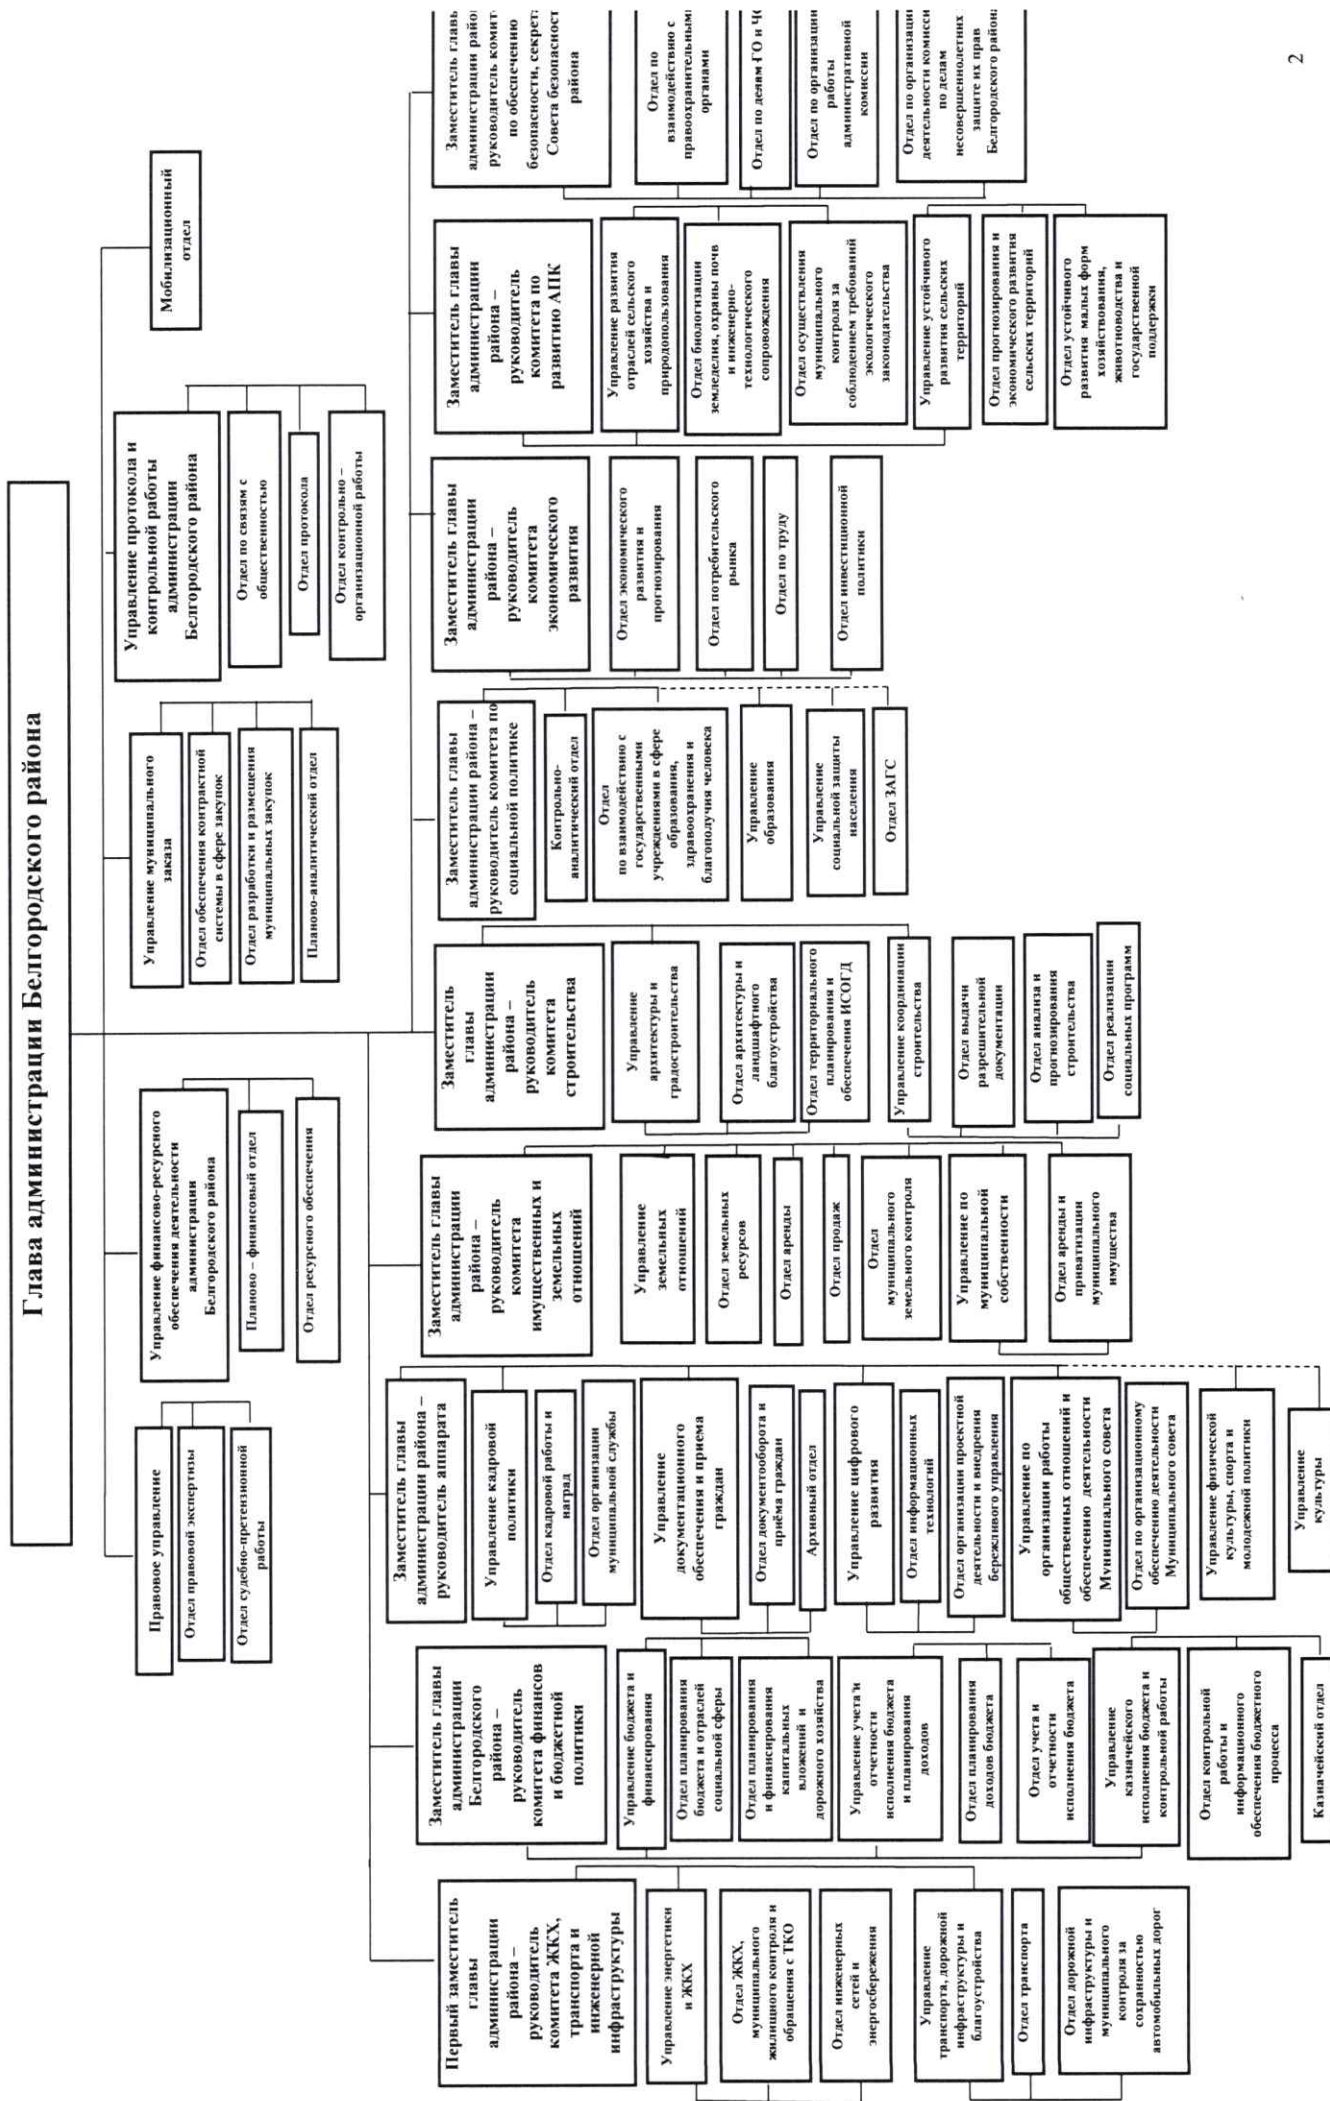 Глава администрации Белгородского района
Правовое управление
Отдел правовой экспертизы
Отдел судебно-претензионной
работы
Управление финансово-ресурсного
обеспечения деятельности
администрации
Белгородского района
Планово – финансовый отдел
Отдел ресурсного обеспечения
Управление муниципального
заказа
Отдел обеспечения контрактной
системы в сфере закупок
Отдел разработки и размещения
муниципальных закупок
Планово-аналитический отдел
Управление протокола и
контрольной работы
администрации
Белгородского района
Отдел по связям с
общественностью
Отдел протокола
Отдел контрольно –
организационной работы
Мобилизационный
отдел
Первый заместитель
главы
администрации
района –
руководитель
комитета ЖКХ,
транспорта и
инженерной
инфраструктуры
Управление энергетики
и ЖКХ
Отдел ЖКХ,
муниципального
жилищного контроля и
обращения с ТКО
Отдел инженерных
сетей и
энергосбережения
Управление
транспорта, дорожной
инфраструктуры и
благоустройства
Отдел транспорта
Отдел дорожной
инфраструктуры и
муниципального
контроля за
сохранностью
автомобильных дорог
Заместитель главы
администрации
Белгородского
района –
руководитель
комитета финансов
и бюджетной
политики
Управление бюджета и
финансирования
Отдел планирования
бюджета и отраслей
социальной сферы
Отдел планирования
и финансирования
капитальных
вложений и
дорожного хозяйства
Управление учета и
отчетности
исполнения бюджета
и планирования
доходов
Отдел планирования
доходов бюджета
Отдел учета и
отчетности
исполнения бюджета
Управление
казначейского
исполнения бюджета и
контрольной работы
Отдел контрольной
работы и
информационного
обеспечения бюджетного
процесса
Казначейский отдел
Заместитель главы
администрации района –
руководитель аппарата
Управление кадровой
политики
Отдел кадровой работы и
наград
Отдел организации
муниципальной службы
Управление
документационного
обеспечения и приема
граждан
Отдел документооборота и
приёма граждан
Архивный отдел
Управление цифрового
развития
Отдел информационных
технологий
Отдел организации проектной
деятельности и внедрения
бережливого управления
Управление по
организации работы
общественных отношений и
обеспечению деятельности
Муниципального совета
Отдел по организационному
обеспечению деятельности
Муниципального совета
Управление физической
культуры, спорта и
молодежной политики
Управление
культуры
Заместитель главы
администрации
района –
руководитель
комитета
имущественных и
земельных
отношений
Управление
земельных
отношений
Отдел земельных
ресурсов
Отдел аренды
Отдел продаж
Отдел
муниципального
земельного контроля
Управление по
муниципальной
собственности
Отдел аренды и
приватизации
муниципального
имущества
Заместитель
главы
администрации
района –
руководитель
комитета
строительства
Управление
архитектуры и
градостроительства
Отдел архитектуры и
ландшафтного
благоустройства
Отдел территориального
планирования и
обеспечения ИСОГД
Управление координации
строительства
Отдел выдачи
разрешительной
документации
Отдел анализа и
прогнозирования
строительства
Отдел реализации
социальных программ
Заместитель главы
администрации района –
руководитель комитета по
социальной политике
Контрольно-
аналитический отдел
Отдел
по взаимодействию с
государственными
учреждениями в сфере
образования,
здравоохранения и
благополучия человека
Управление
образования
Управление
социальной защиты
населения
Отдел ЗАГС
Заместитель главы
администрации
района –
руководитель
комитета
экономического
развития
Отдел экономического
развития и
прогнозирования
Отдел потребительского
рынка
Отдел по труду
Отдел инвестиционной
политики
Заместитель главы
администрации
района –
руководитель
комитета по
развитию АПК
Управление развития
отраслей сельского
хозяйства и
природопользования
Отдел биологизации
земледелия, охраны почв
и инженерно-
технологического
сопровождения
Отдел осуществления
муниципального
контроля за
соблюдением требований
экологического
законодательства
Управление устойчивого
развития сельских
территорий
Отдел прогнозирования и
экономического развития
сельских территорий
Отдел устойчивого
развития малых форм
хозяйствования,
животноводства и
государственной
поддержки
Заместитель
администрации
руководитель
по обеспечению
безопасности,
Совета
района
Отдел по
взаимодействию с
органами
Отдел по делам ГО и
Отдел по
работы
административной
комиссии
Отдел по
деятельности
по делам
несовершеннолетних
защите их прав
Белгородского
2